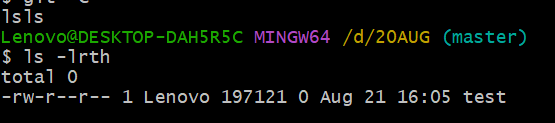 lsls
Lenovo@DESKTOP-DAH5R5C MINGW64 /d/20AUG (master)
$ ls -lrth
total 0
-rw-r--r-- 1 Lenovo 197121 0 Aug 21 16:05 test